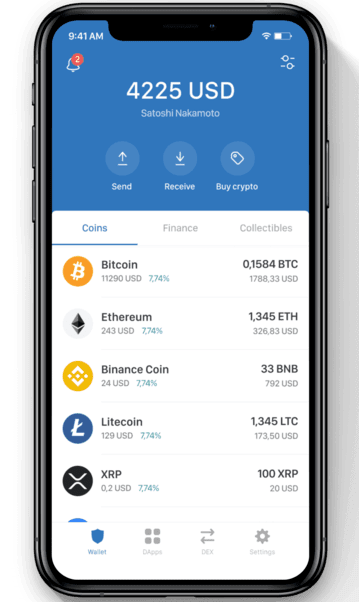 9:41 AM
2
4225 USD
Satoshi Nakamoto
Send Receive Buy crypto
Coins Finance Collectibles
Bitcoin 0,1584 BTC
11290 USD 7,74% 1788,33 USD
Ethereum 1,345 ETH
243 USD 7,74% 326,83 USD
Binance Coin 33 BNB
24 USD 7,74% 792 USD
Litecoin 1,345 LTC
129 USD 7,74% 173,50 USD
XRP 100 XRP
0,2 USD 7,74% 20 USD
Wallet DApps DEX Settings